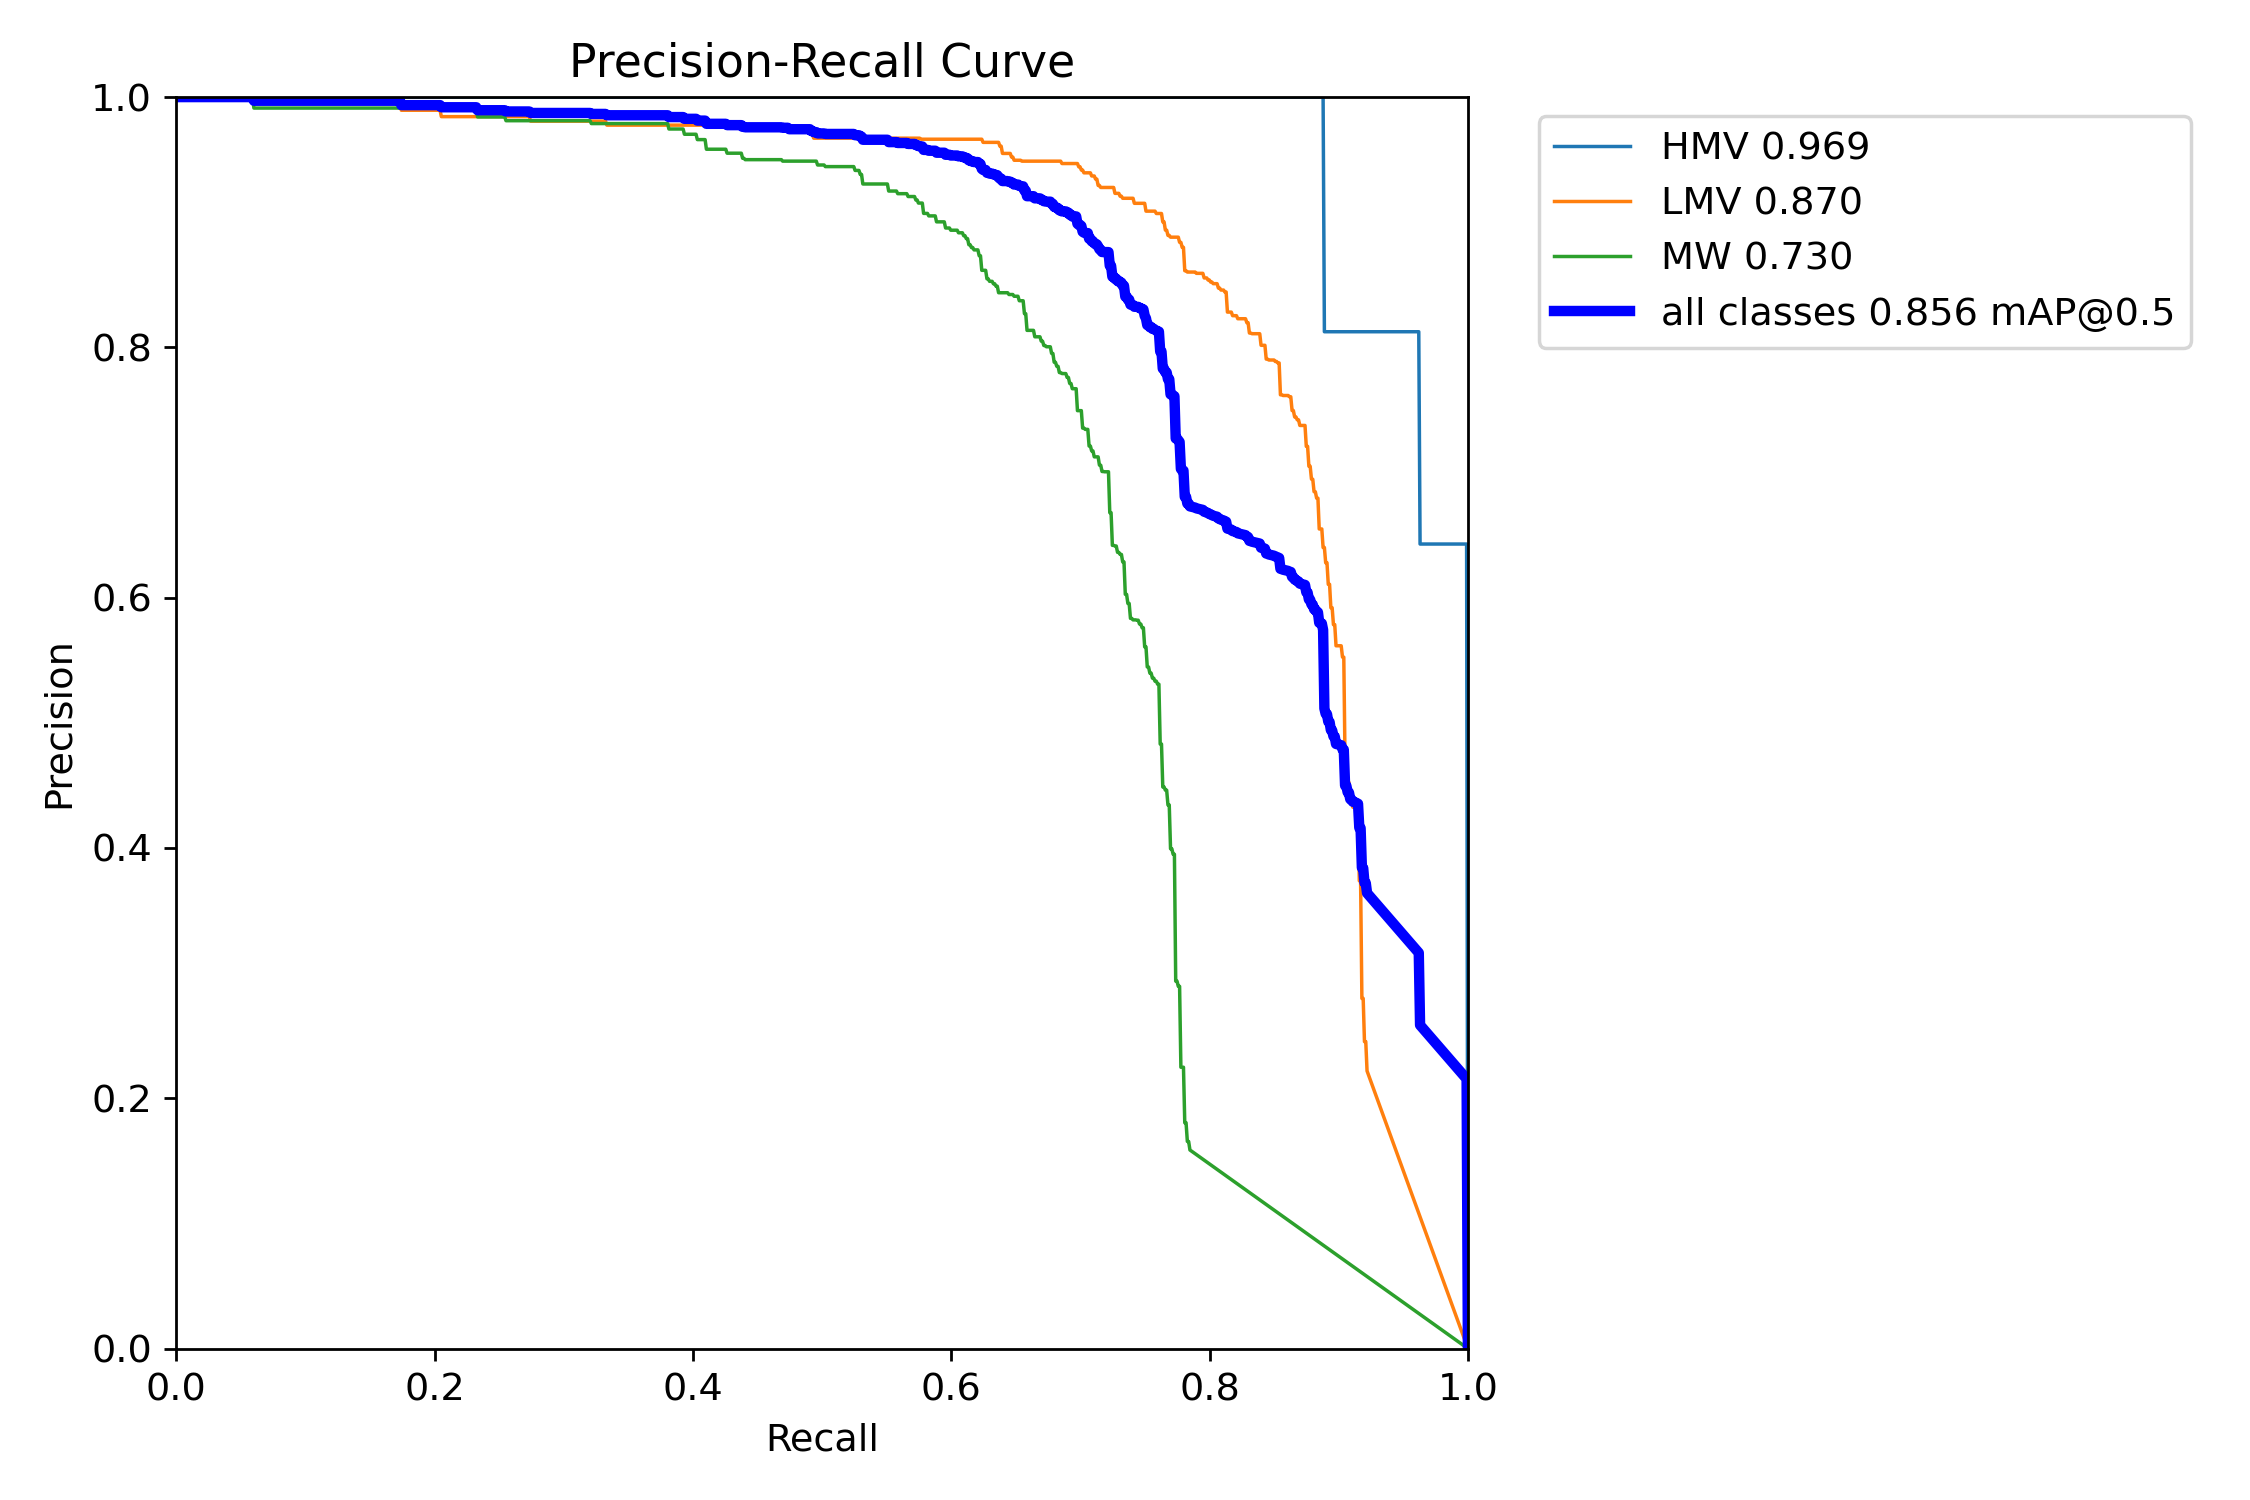 Precision-Recall Curve
1.0
0.8
0.6
0.4
0.2
0.0
Precision
0.0 0.2 0.4 0.6 0.8 1.0
Recall
HMV 0.969
LMV 0.870
MW 0.730
all classes 0.856 mAP@0.5